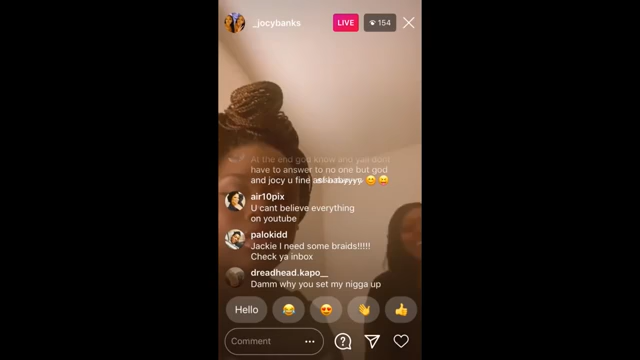 _jocybanks
LIVE
154
At the end god know and you dont
have to answer to no one but god
and jocy u fine
air10pix
U cant believe everything
on youtube
palokidd
Jackie I need some braids!!!!!
Check ya inbox
dreadhead.kapo__
Damm why you set my nigga up
Hello
Comment